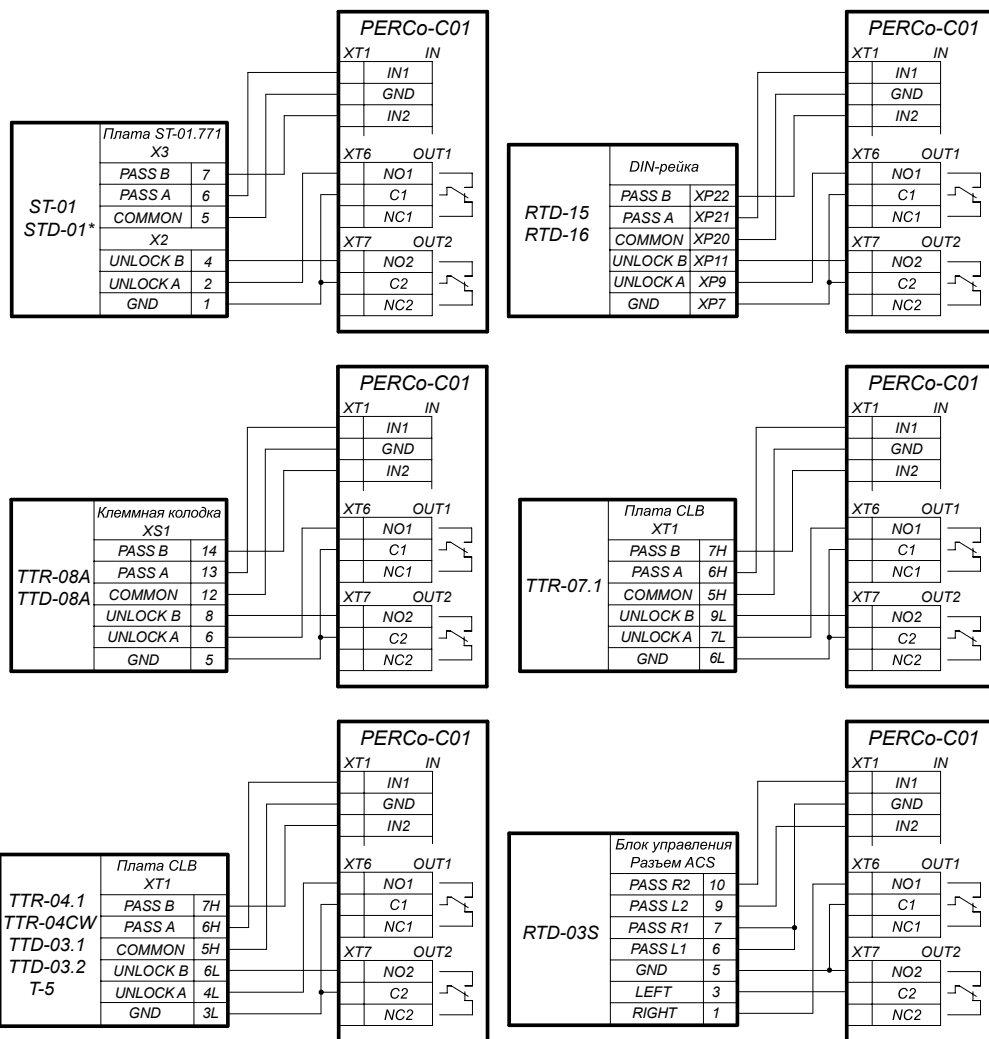 PERCo-C01
XT1 IN
IN1
GND
IN2
XT6 OUT1
NO1
C1
NC1
XT7 OUT2
NO2
C2
NC2
ST-01
STD-01*
Плата ST-01.771
X3
PASS B 7
PASS A 6
COMMON 5
X2
UNLOCK B 4
UNLOCK A 2
GND 1
PERCo-C01
XT1 IN
IN1
GND
IN2
XT6 OUT1
NO1
C1
NC1
XT7 OUT2
NO2
C2
NC2
RTD-15
RTD-16
DIN-рейка
PASS B XP22
PASS A XP21
COMMON XP20
UNLOCK B XP11
UNLOCK A XP9
GND XP7
PERCo-C01
XT1 IN
IN1
GND
IN2
XT6 OUT1
NO1
C1
NC1
XT7 OUT2
NO2
C2
NC2
TTR-08A
TTD-08A
Клеммная колодка
XS1
PASS B 14
PASS A 13
COMMON 12
UNLOCK B 8
UNLOCK A 6
GND 5
PERCo-C01
XT1 IN
IN1
GND
IN2
XT6 OUT1
NO1
C1
NC1
XT7 OUT2
NO2
C2
NC2
TTR-07.1
Плата CLB
XT1
PASS B 7H
PASS A 6H
COMMON 5H
UNLOCK B 9L
UNLOCK A 7L
GND 6L
PERCo-C01
XT1 IN
IN1
GND
IN2
XT6 OUT1
NO1
C1
NC1
XT7 OUT2
NO2
C2
NC2
TTR-04.1
TTR-04CW
TTD-03.1
TTD-03.2
T-5
Плата CLB
XT1
PASS B 7H
PASS A 6H
COMMON 5H
UNLOCK B 6L
UNLOCK A 4L
GND 3L
PERCo-C01
XT1 IN
IN1
GND
IN2
XT6 OUT1
NO1
C1
NC1
XT7 OUT2
NO2
C2
NC2
RTD-03S
Блок управления
Разъем ACS
PASS R2 10
PASS L2 9
PASS R1 7
PASS L1 6
GND 5
LEFT 3
RIGHT 1